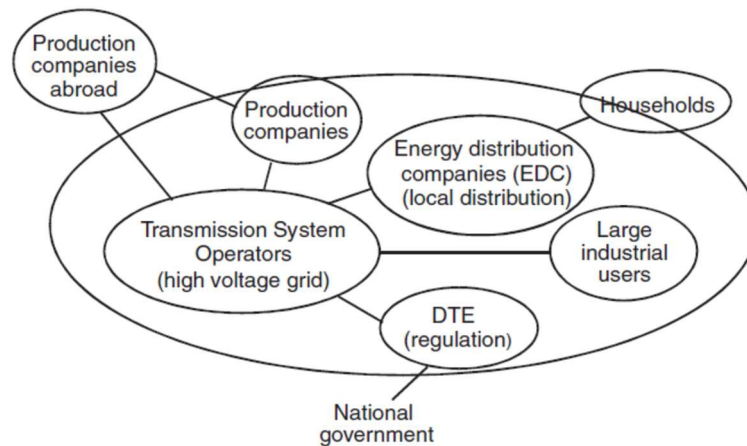 Production
companies
abroad
Production
companies
Households
Energy distribution
companies (EDC)
(local distribution)
Transmission System
Operators
(high voltage grid)
Large
industrial
users
DTE
(regulation)
National
government